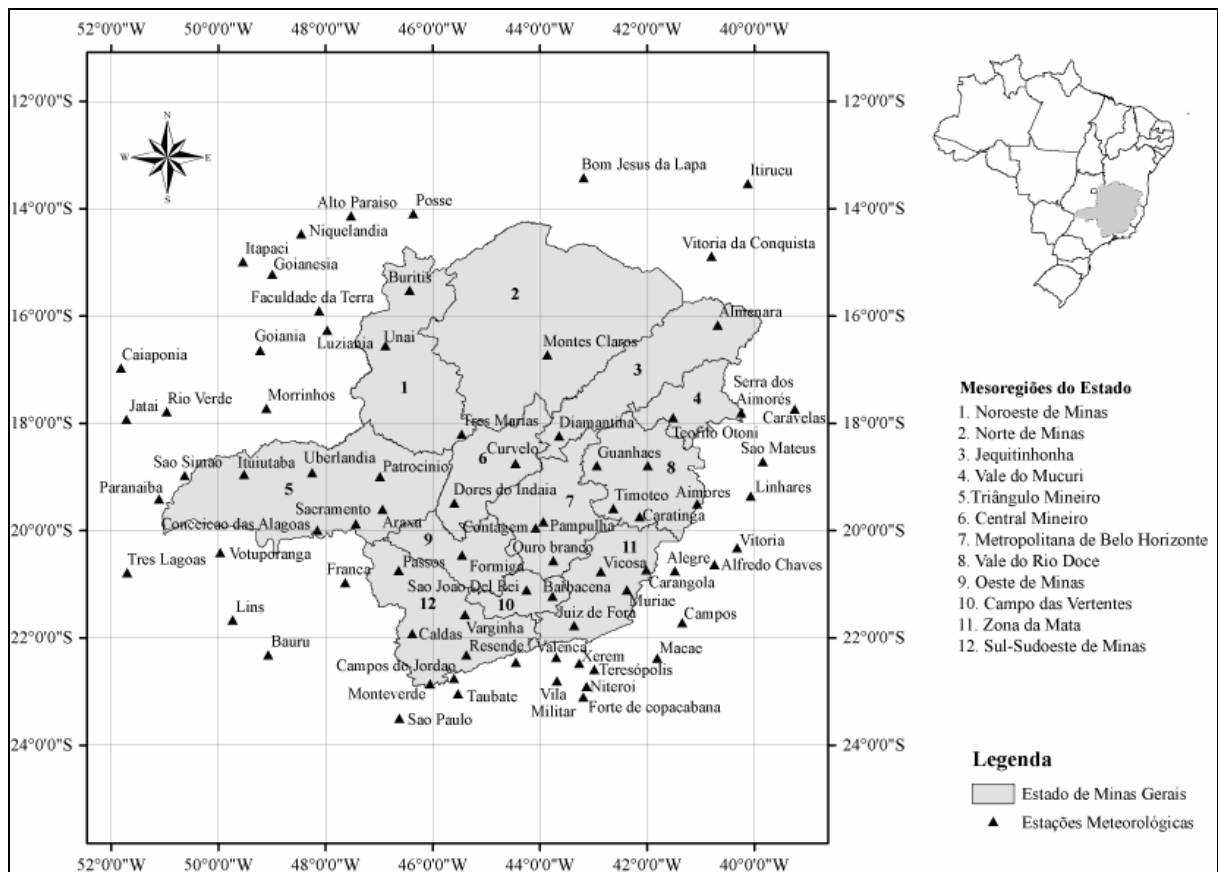 52°0'0"W 50°0'0"W 48°0'0"W 46°0'0"W 44°0'0"W 42°0'0"W 40°0'0"W
12°0'0"S 12°0'0"S
N
W E
S
Bom Jesus da Lapa
Itirucu
14°0'0"S 14°0'0"S
Alto Paraiso
Posse
Niquelandia
Vitoria da Conquista
Itapaci
Goianesia
Buritis
2
Faculdade da Terra
16°0'0"S 16°0'0"S
Almenara
Goiania
Luziania
Unai
Montes Claros
Caiaponia
3
1
Serra dos
Aimorés
4
Jatai
Rio Verde
Morrinhos
Caravelas
18°0'0"S 18°0'0"S
Tres Marias
Diamantina
Teofilo Otoni
Sao Simão
Ituiutaba
Uberlandia
Patrocinio
6
Curvelo
Guanhaes
8
Sao Mateus
Paranaiba
5
Dores do Indaia
7
Timoteo
Aimores
Linhares
Sacramento
Araxa
Caratinga
20°0'0"S 20°0'0"S
Conceicao das Alagoas
Contagem
Pampulha
9
Ouro branco
11
Vitoria
Tres Lagoas
Votuporanga
Franca
Passos
Formiga
Vicosa
Alegre
Alfredo Chaves
Sao Joao Del Rei
Barbacena
Carangola
12
10
Muriae
Lins
Juiz de Fora
Campos
22°0'0"S 22°0'0"S
Caldas
Varginha
Bauru
Resende
Valenca
Xerem
Macae
Campos do Jordao
Teresópolis
Monteverde
Taubate
Vila
Militar
Niteroi
Forte de copacabana
Sao Paulo
24°0'0"S 24°0'0"S
52°0'0"W 50°0'0"W 48°0'0"W 46°0'0"W 44°0'0"W 42°0'0"W 40°0'0"W
Mesoregiões do Estado
1. Noroeste de Minas
2. Norte de Minas
3. Jequitinhonha
4. Vale do Mucuri
5.Triângulo Mineiro
6. Central Mineiro
7. Metropolitana de Belo Horizonte
8. Vale do Rio Doce
9. Oeste de Minas
10. Campo das Vertentes
11. Zona da Mata
12. Sul-Sudoeste de Minas
Legenda
Estado de Minas Gerais
Estações Meteorológicas